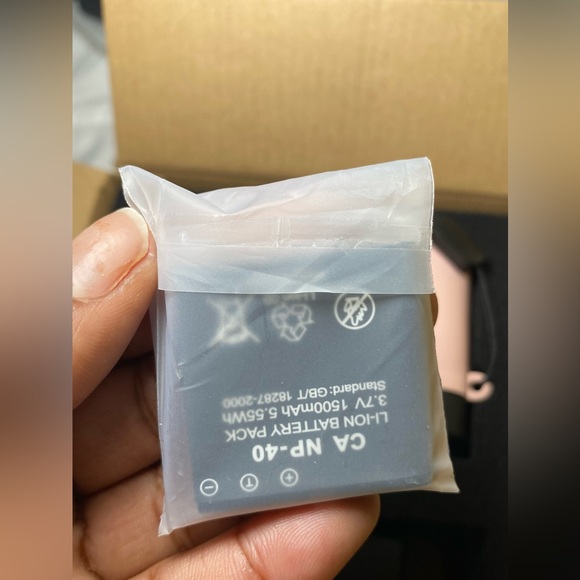 CA NP-40
LI-ION BATTERY PACK
3.7V 1500mAh 5.55Wh
Standard:GB/T 18287-2000